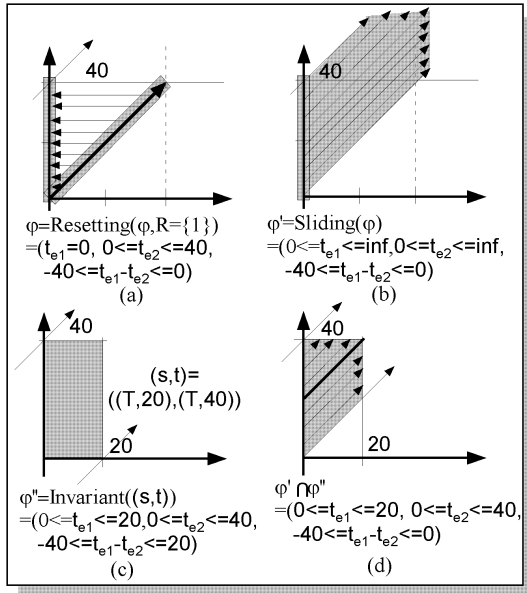 40
φ=Resetting(φ,R={1})
=(te1=0, 0<=te2<=40,
-40<=te1-te2<=0)
(a)
40
φ'=Sliding(φ)
=(0<=te1<=inf,0<=te2<=inf,
-40<=te1-te2<=0)
(b)
40
(s,t)=
((T,20),(T,40))
20
φ"=Invariant((s,t))
=(0<=te1<=20,0<=te2<=40,
-40<=te1-te2<=20)
(c)
40
20
φ' ∩φ"
=(0<=te1<=20, 0<=te2<=40,
-40<=te1-te2<=0)
(d)